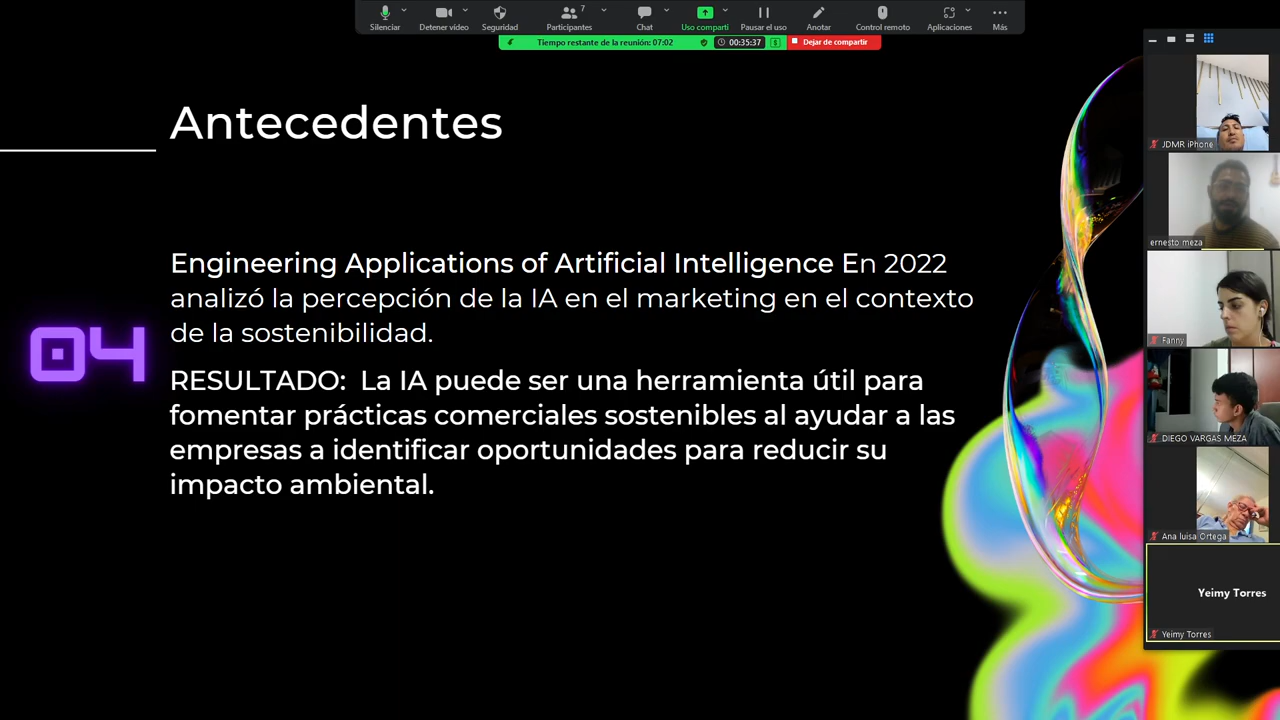 Silenciar Detener video Seguridad Participantes 7 Chat Uso comparti Pausar el uso Anotar Control remoto Aplicaciones Más
Tiempo restante de la reunión: 07:02 00:35:37 Dejar de compartir
Antecedentes
Engineering Applications of Artificial Intelligence En 2022
analizó la percepción de la IA en el marketing en el contexto
de la sostenibilidad.
04
RESULTADO: La IA puede ser una herramienta útil para
fomentar prácticas comerciales sostenibles al ayudar a las
empresas a identificar oportunidades para reducir su
impacto ambiental.
JDMR iPhone
ernesto meza
Fanny
DIEGO VARGAS MEZA
Ana luisa Ortega
Yeimy Torres
Yeimy Torres